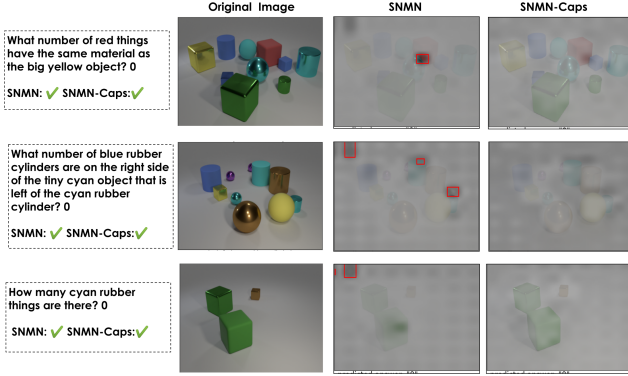 Original Image
SNMN
SNMN-Caps
What number of red things
have the same material as
the big yellow object? 0
SNMN: ✓ SNMN-Caps: ✓
What number of blue rubber
cylinders are on the right side
of the tiny cyan object that is
left of the cyan rubber
cylinder? 0
SNMN: ✓ SNMN-Caps: ✓
How many cyan rubber
things are there? 0
SNMN: ✓ SNMN-Caps: ✓